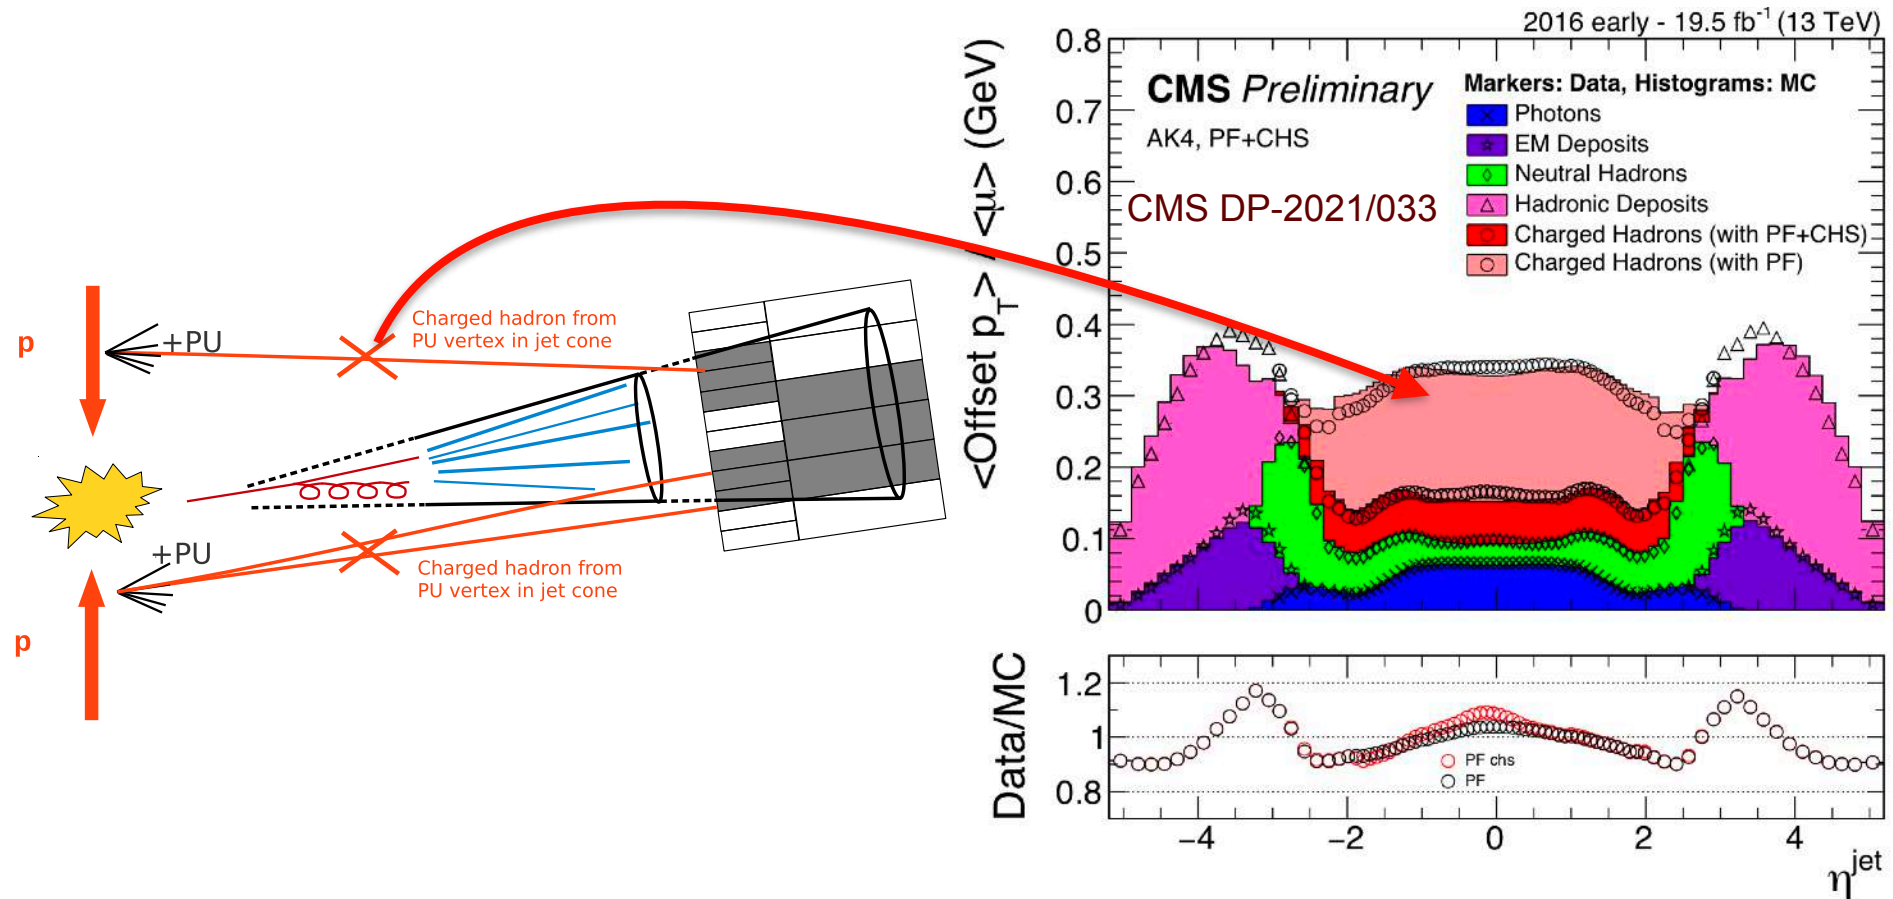 p
+PU
Charged hadron from
PU vertex in jet cone
+PU
Charged hadron from
PU vertex in jet cone
p
2016 early - 19.5 fb⁻¹ (13 TeV)
<Offset p_T> / <μ> (GeV)
0.8
0.7
0.6
0.5
0.4
0.3
0.2
0.1
0
CMS Preliminary
AK4, PF+CHS
CMS DP-2021/033
Markers: Data, Histograms: MC
Photons
EM Deposits
Neutral Hadrons
Hadronic Deposits
Charged Hadrons (with PF+CHS)
Charged Hadrons (with PF)
Data/MC
1.2
1
0.8
PF chs
PF
−4
−2
0
2
4
η^jet